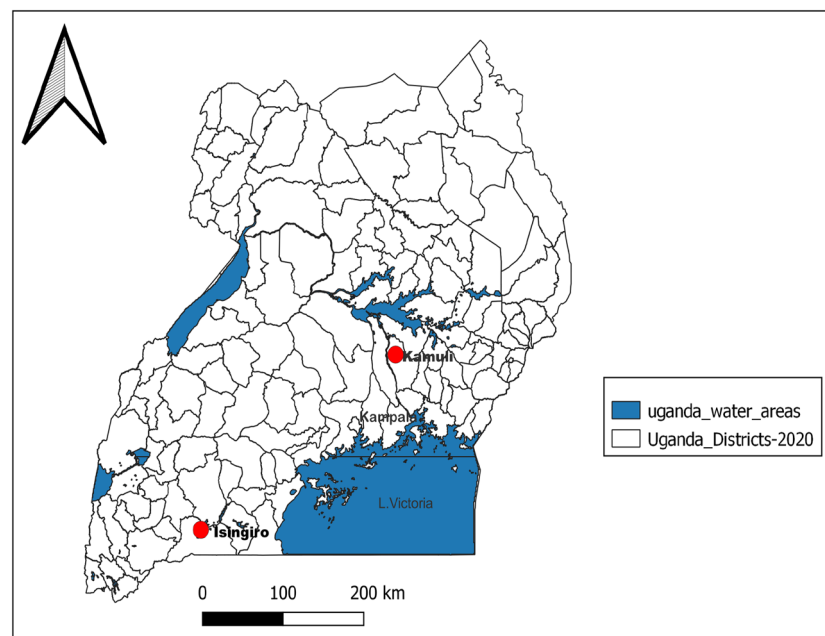 Kamuli
Kampala
uganda_water_areas
Uganda_Districts-2020
L.Victoria
Isingiro
0 100 200 km